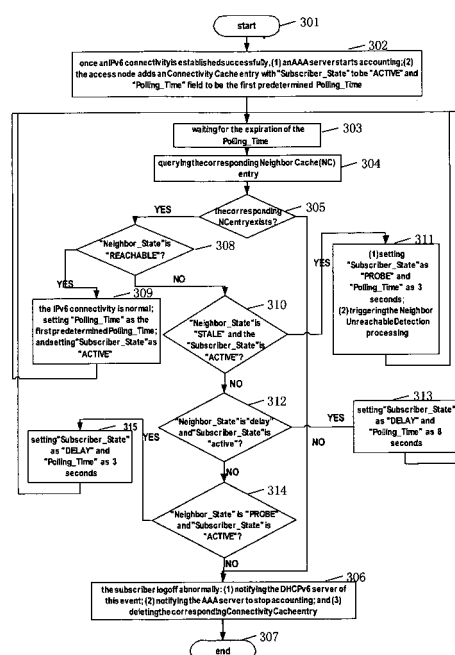 start
301
302
once an IPv6 connectivity is established successfully, (1) an AAA server starts accounting; (2)
the access node adds an Connectivity Cache entry with "Subscriber_State" to be "ACTIVE" and
"Polling_Time" field to be the first predetermined Polling_Time
waiting for the expiration of the
Polling_Time
303
querying the corresponding Neighbor Cache(NC)
entry
304
the corresponding
NC entry exists?
305
YES
"Neighbor_State" is
"REACHABLE"?
308
YES
NO
309
the IPv6 connectivity is normal;
setting "Polling_Time" as the
first predetermined Polling_Time;
and setting "Subscriber_State" as
"ACTIVE"
310
"Neighbor_State" is
"STALE" and the
"Subscriber_State" is
"ACTIVE"?
YES
311
(1) setting
"Subscriber_State" as
"PROBE" and
"Polling_Time" as 3
seconds;
(2) triggering the Neighbor
Unreachable Detection
processing
NO
312
"Neighbor_State" is "delay"
and "Subscriber_State" is
"active"?
YES
NO
313
setting "Subscriber_State"
as "DELAY" and
"Polling_Time" as 8
seconds
NO
315
setting "Subscriber_State"
as "DELAY" and
"Polling_Time" as 3
seconds
YES
314
"Neighbor_State" is "PROBE"
and "Subscriber_State" is
"ACTIVE"?
NO
306
the subscriber logoff abnormally: (1) notifying the DHCPv6 server of
this event; (2) notifying the AAA server to stop accounting; and (3)
deleting the corresponding Connectivity Cache entry
end
307